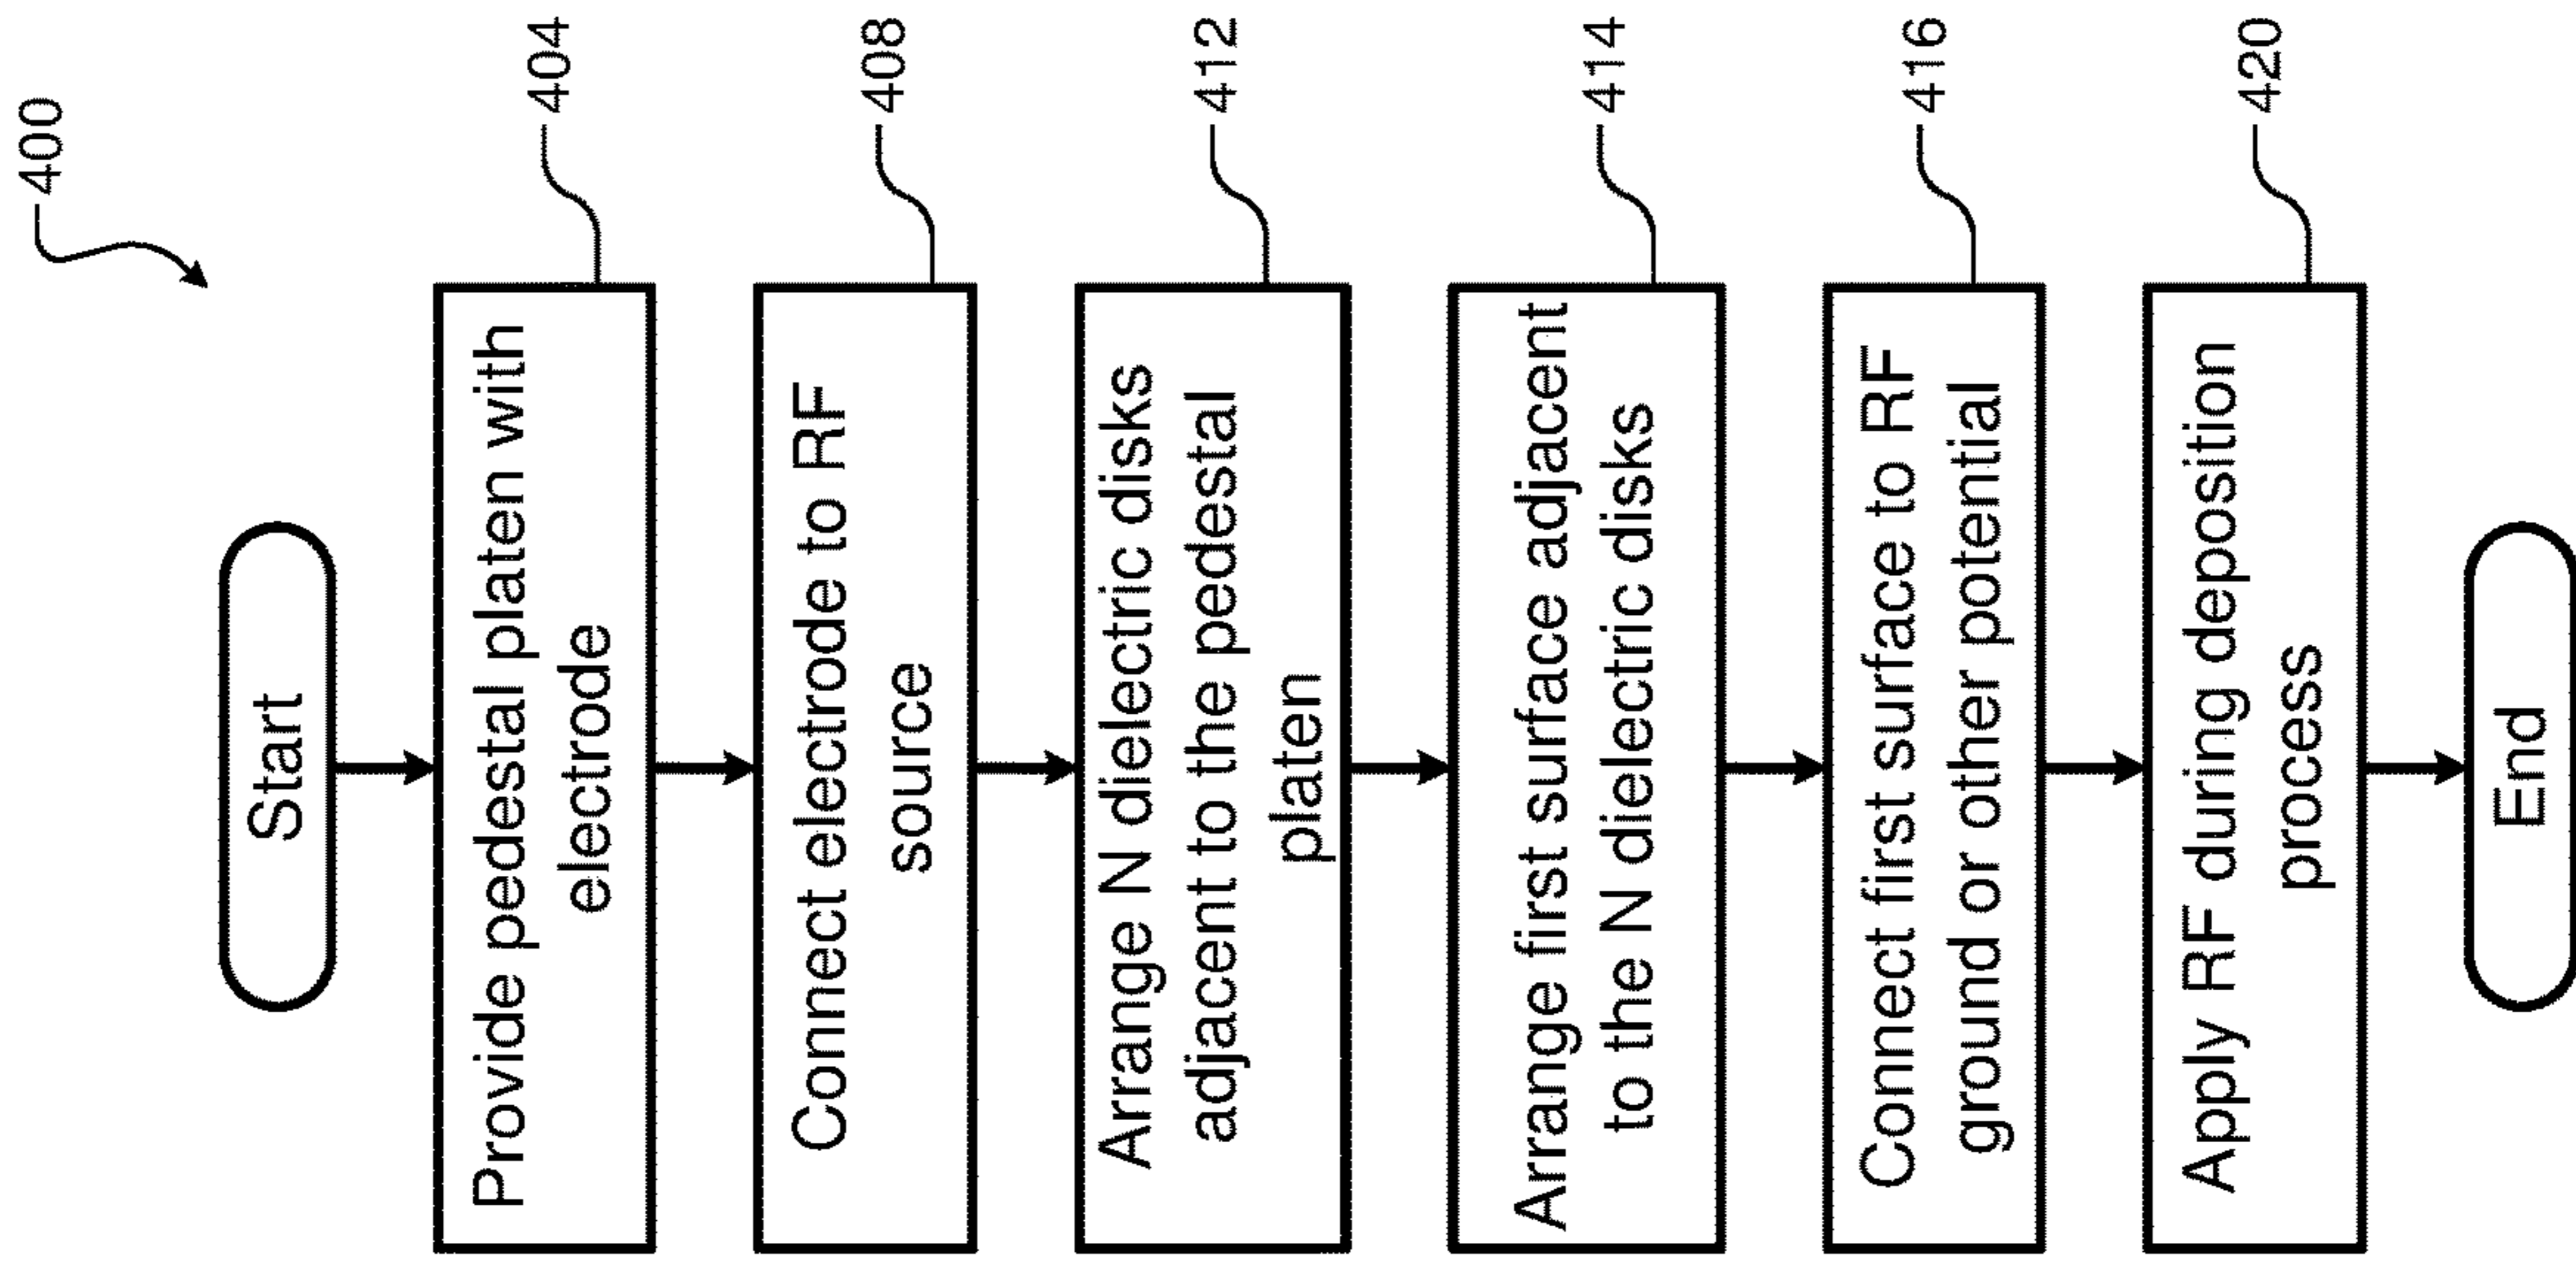 400
Start
Provide pedestal platen with
electrode
404
Connect electrode to RF
source
408
Arrange N dielectric disks
adjacent to the pedestal
platen
412
Arrange first surface adjacent
to the N dielectric disks
414
Connect first surface to RF
ground or other potential
416
Apply RF during deposition
process
420
End